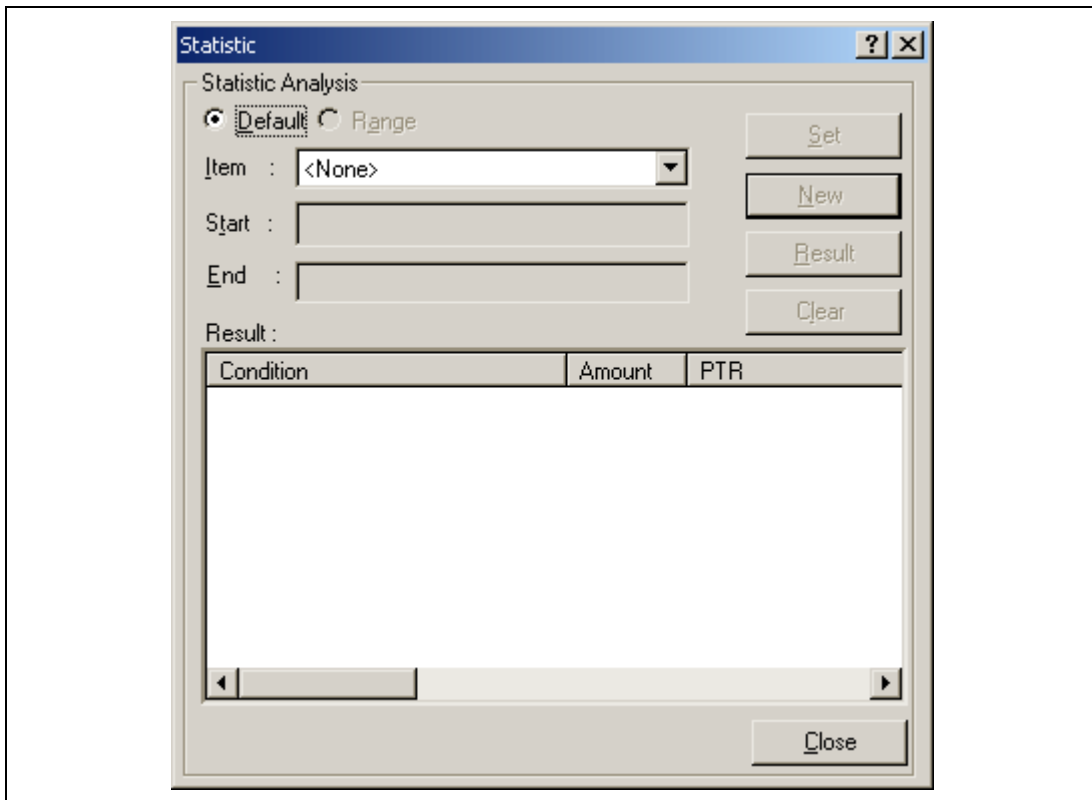 Statistic
Statistic Analysis
Default Range
Set
Item : <None>
New
Start :
Result
End :
Clear
Result :
Condition Amount PTR
Close